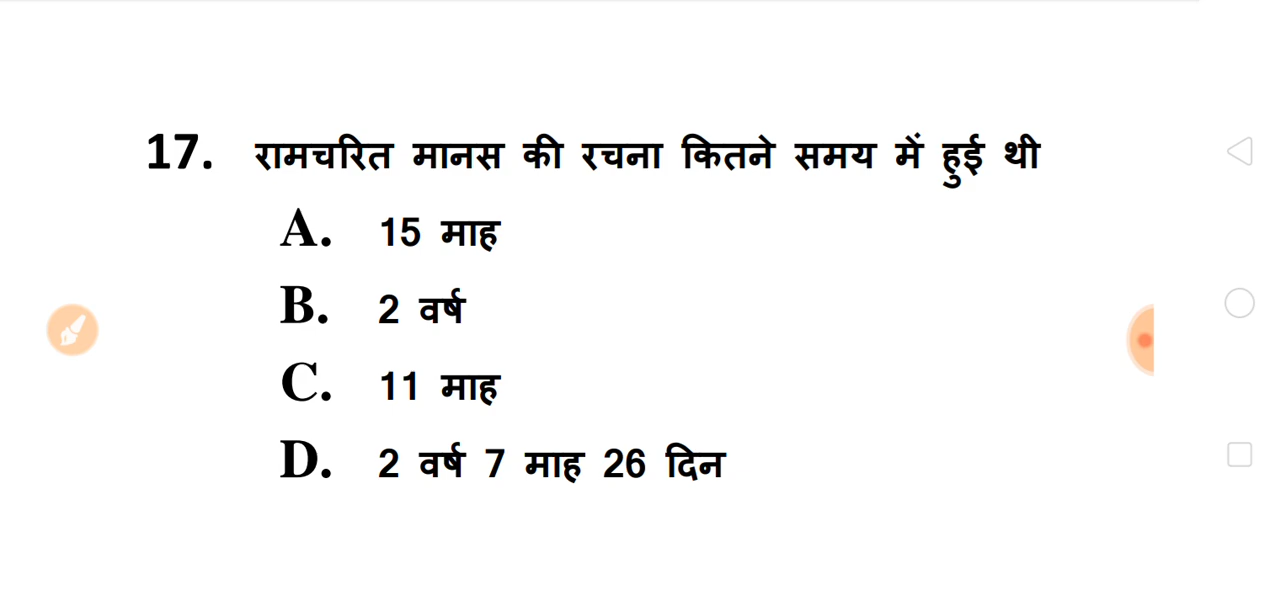 17. रामचरित मानस की रचना कितने समय में हुई थी
A. 15 माह
B. 2 वर्ष
C. 11 माह
D. 2 वर्ष 7 माह 26 दिन